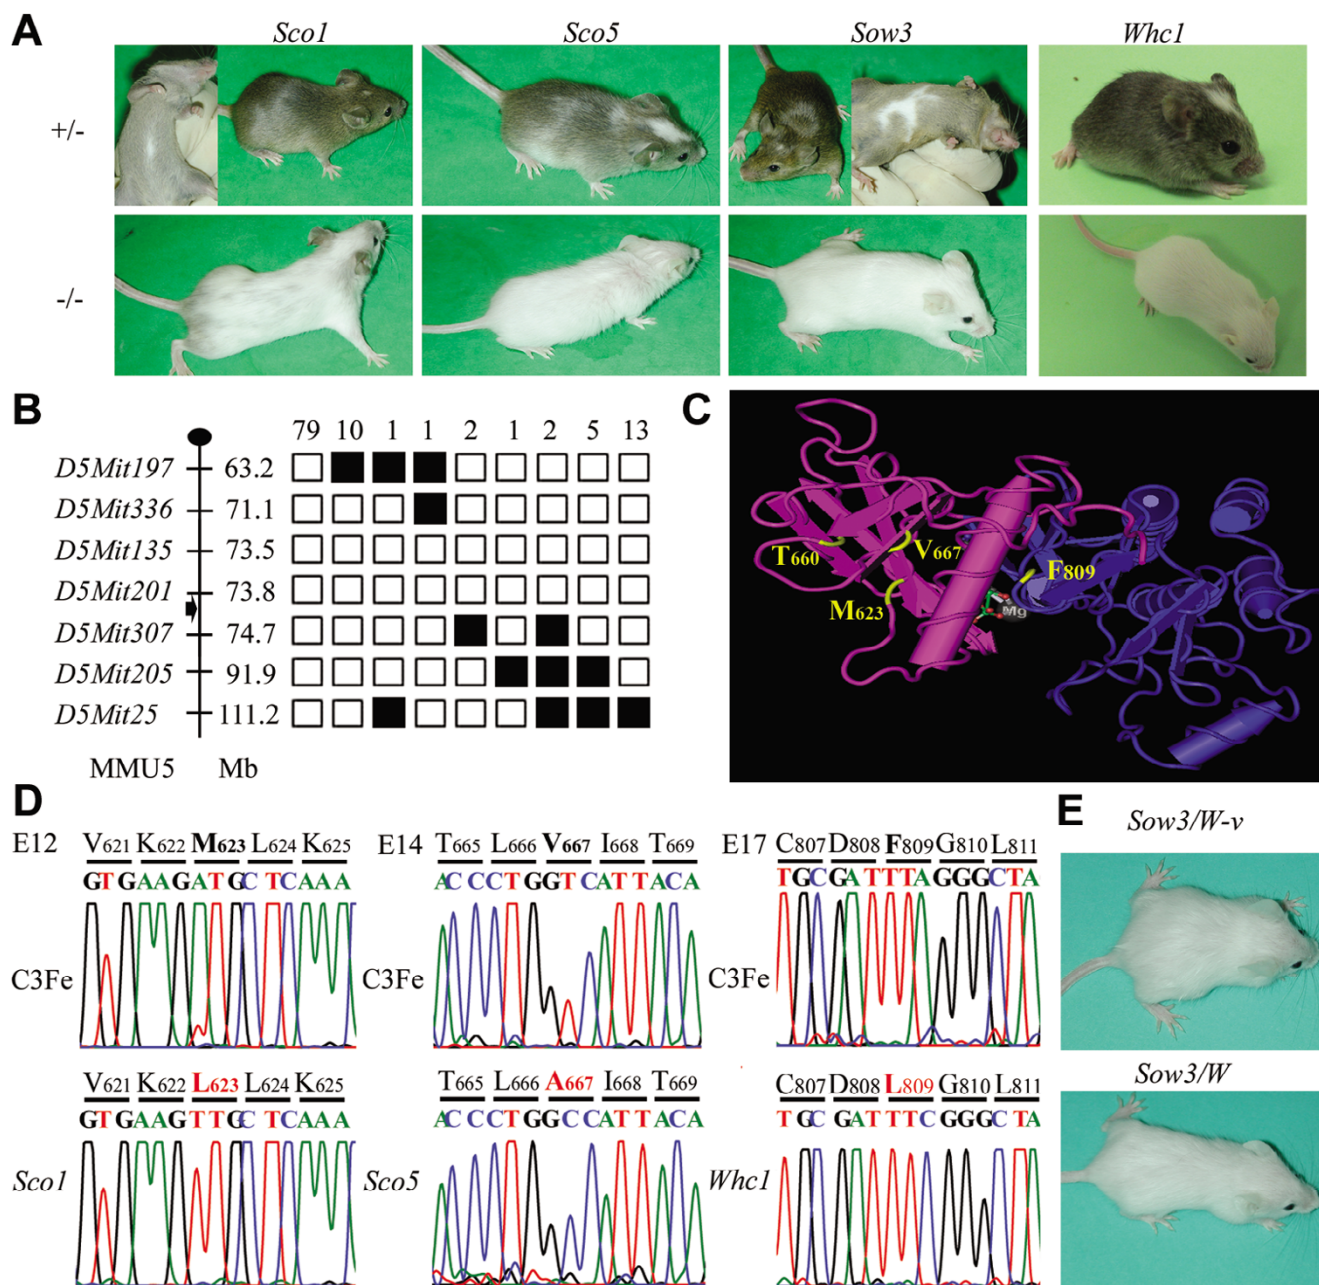 A
Sco1 Sco5 Sow3 Whc1
+/-
-/-
B
79 10 1 1 2 1 2 5 13
D5Mit197 63.2
D5Mit336 71.1
D5Mit135 73.5
D5Mit201 73.8
D5Mit307 74.7
D5Mit205 91.9
D5Mit25 111.2
MMU5 Mb
C
T660 V667 F809
M623
Mg
D
E12 V621 K622 M623 L624 K625
GTGAAGATGCTCAAA
C3Fe
V621 K622 L623 L624 K625
GTGAAGTTGCTCAAA
Sco1
E14 T665 L666 V667 I668 T669
ACCCTGGTCATTACA
C3Fe
T665 L666 A667 I668 T669
ACCCTGGCCATTACA
Sco5
E17 C807 D808 F809 G810 L811
TGCGATTTAGGGCTA
C3Fe
C807 D808 L809 G810 L811
TGCGATTTCGGGCTA
Whc1
E
Sow3/W-v
Sow3/W